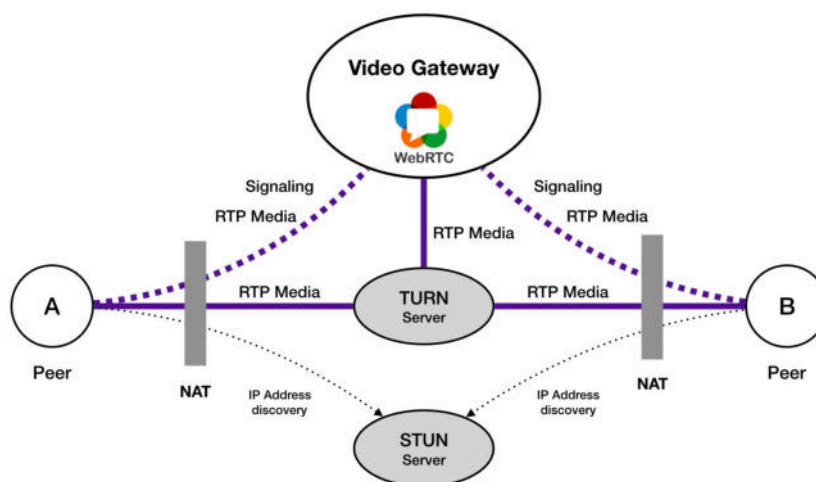 Video Gateway
WebRTC
Signaling
RTP Media
Signaling
RTP Media
RTP Media
A
RTP Media
TURN
Server
RTP Media
B
Peer
NAT
NAT
Peer
IP Address
discovery
IP Address
discovery
STUN
Server